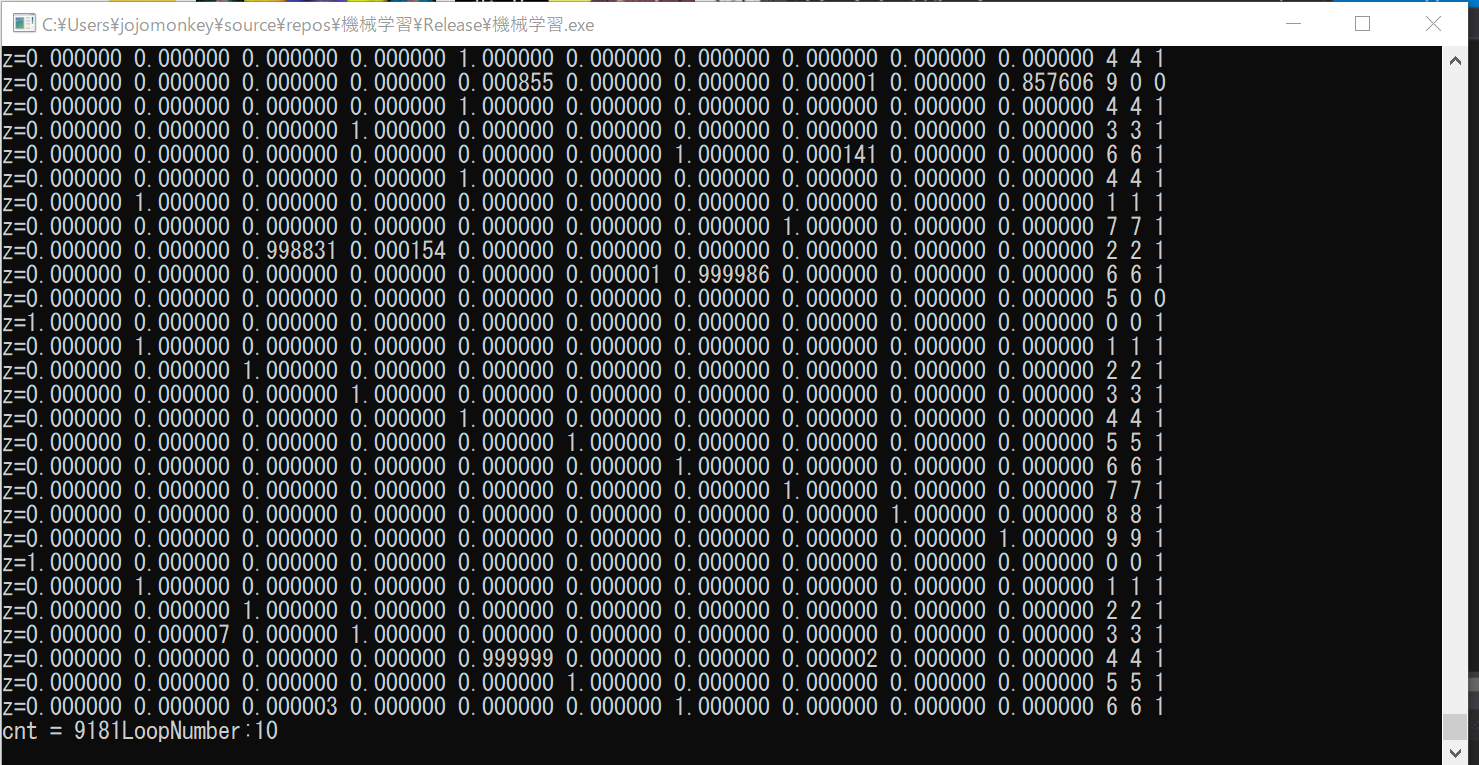 C:¥Users¥jojomonkey¥source¥repos¥機械学習¥Release¥機械学習.exe
z=0.000000 0.000000 0.000000 0.000000 1.000000 0.000000 0.000000 0.000000 0.000000 0.000000 4 4 1
z=0.000000 0.000000 0.000000 0.000000 0.000855 0.000000 0.000000 0.000001 0.000000 0.857606 9 0 0
z=0.000000 0.000000 0.000000 0.000000 1.000000 0.000000 0.000000 0.000000 0.000000 0.000000 4 4 1
z=0.000000 0.000000 0.000000 1.000000 0.000000 0.000000 0.000000 0.000000 0.000000 0.000000 3 3 1
z=0.000000 0.000000 0.000000 0.000000 0.000000 0.000000 1.000000 0.000141 0.000000 0.000000 6 6 1
z=0.000000 0.000000 0.000000 0.000000 1.000000 0.000000 0.000000 0.000000 0.000000 0.000000 4 4 1
z=0.000000 1.000000 0.000000 0.000000 0.000000 0.000000 0.000000 0.000000 0.000000 0.000000 1 1 1
z=0.000000 0.000000 0.000000 0.000000 0.000000 0.000000 0.000000 1.000000 0.000000 0.000000 7 7 1
z=0.000000 0.000000 0.998831 0.000154 0.000000 0.000000 0.000000 0.000000 0.000000 0.000000 2 2 1
z=0.000000 0.000000 0.000000 0.000000 0.000000 0.000001 0.999986 0.000000 0.000000 0.000000 6 6 1
z=0.000000 0.000000 0.000000 0.000000 0.000000 0.000000 0.000000 0.000000 0.000000 0.000000 5 0 0
z=1.000000 0.000000 0.000000 0.000000 0.000000 0.000000 0.000000 0.000000 0.000000 0.000000 0 0 1
z=0.000000 1.000000 0.000000 0.000000 0.000000 0.000000 0.000000 0.000000 0.000000 0.000000 1 1 1
z=0.000000 0.000000 1.000000 0.000000 0.000000 0.000000 0.000000 0.000000 0.000000 0.000000 2 2 1
z=0.000000 0.000000 0.000000 1.000000 0.000000 0.000000 0.000000 0.000000 0.000000 0.000000 3 3 1
z=0.000000 0.000000 0.000000 0.000000 1.000000 0.000000 0.000000 0.000000 0.000000 0.000000 4 4 1
z=0.000000 0.000000 0.000000 0.000000 0.000000 1.000000 0.000000 0.000000 0.000000 0.000000 5 5 1
z=0.000000 0.000000 0.000000 0.000000 0.000000 0.000000 1.000000 0.000000 0.000000 0.000000 6 6 1
z=0.000000 0.000000 0.000000 0.000000 0.000000 0.000000 0.000000 1.000000 0.000000 0.000000 7 7 1
z=0.000000 0.000000 0.000000 0.000000 0.000000 0.000000 0.000000 0.000000 1.000000 0.000000 8 8 1
z=0.000000 0.000000 0.000000 0.000000 0.000000 0.000000 0.000000 0.000000 0.000000 1.000000 9 9 1
z=1.000000 0.000000 0.000000 0.000000 0.000000 0.000000 0.000000 0.000000 0.000000 0.000000 0 0 1
z=0.000000 1.000000 0.000000 0.000000 0.000000 0.000000 0.000000 0.000000 0.000000 0.000000 1 1 1
z=0.000000 0.000000 1.000000 0.000000 0.000000 0.000000 0.000000 0.000000 0.000000 0.000000 2 2 1
z=0.000000 0.000007 0.000000 1.000000 0.000000 0.000000 0.000000 0.000000 0.000000 0.000000 3 3 1
z=0.000000 0.000000 0.000000 0.000000 0.999999 0.000000 0.000000 0.000002 0.000000 0.000000 4 4 1
z=0.000000 0.000000 0.000000 0.000000 0.000000 1.000000 0.000000 0.000000 0.000000 0.000000 5 5 1
z=0.000000 0.000000 0.000003 0.000000 0.000000 0.000000 1.000000 0.000000 0.000000 0.000000 6 6 1
cnt = 9181LoopNumber:10